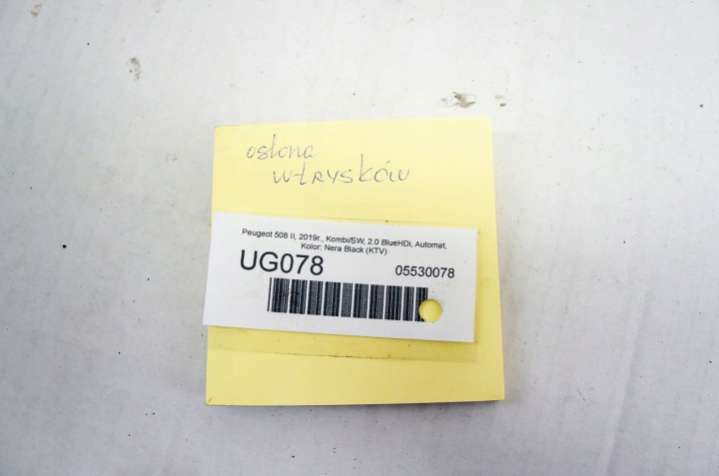 osłona
wtrysków
Peugeot 508 II, 2019r., Kombi/SW, 2.0 BlueHDi, Automat,
Kolor: Nera Black (KTV)
UG078 05530078